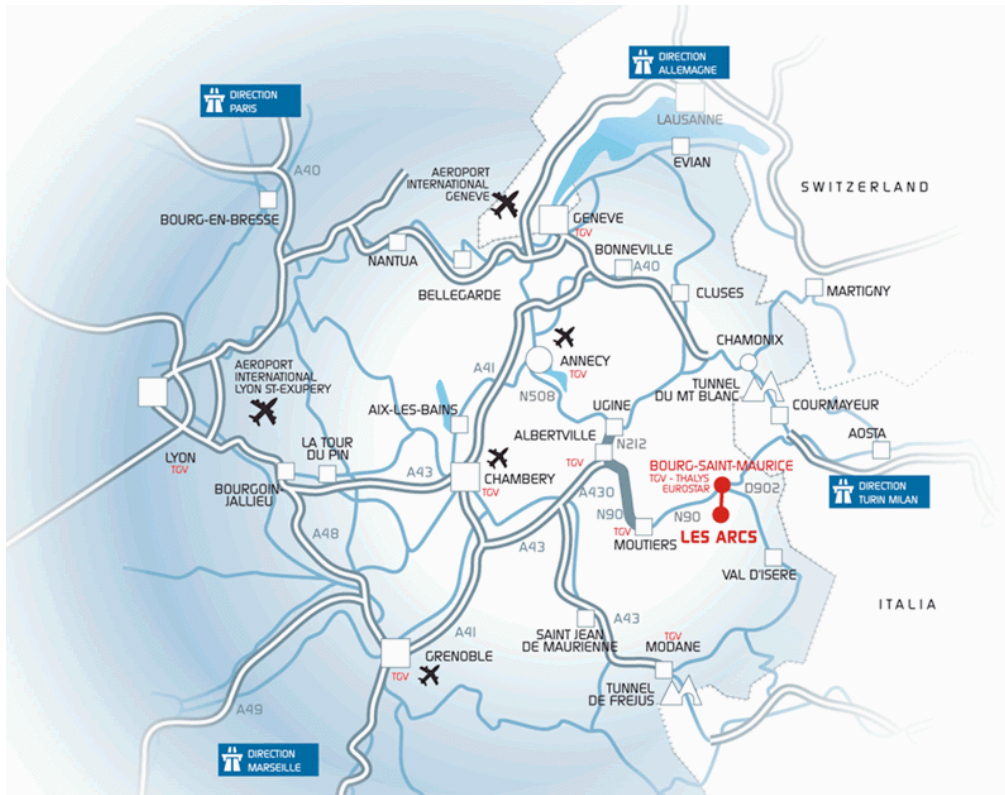 DIRECTION
ALLEMAGNE
DIRECTION
PARIS
LAUSANNE
A40
EVIAN
AEROPORT
INTERNATIONAL
GENEVE
SWITZERLAND
BOURG-EN-BRESSE
GENEVE
TGV
NANTUA
BONNEVILLE
A40
BELLEGARDE
CLUSES
MARTIGNY
CHAMONIX
AEROPORT
INTERNATIONAL
LYON ST-EXUPERY
ANNECY
TGV
A41
N508
TUNNEL
DU MT BLANC
COURMAYEUR
AIX-LES-BAINS
UGINE
ALBERTVILLE
N212
TGV
AOSTA
LYON
TGV
LA TOUR
DU PIN
BOURGOIN-
JALLIEU
A43
CHAMBERY
TGV
BOURG-SAINT-MAURICE
TGV - THALYS
EUROSTAR
D902
DIRECTION
TURIN MILAN
A430
N90
TGV
MOUTIERS
N90
LES ARCS
A48
A43
VAL D'ISERE
ITALIA
A41
GRENOBLE
TGV
SAINT JEAN
DE MAURIENNE
A43
TGV
MODANE
TUNNEL
DE FREJUS
A49
DIRECTION
MARSEILLE